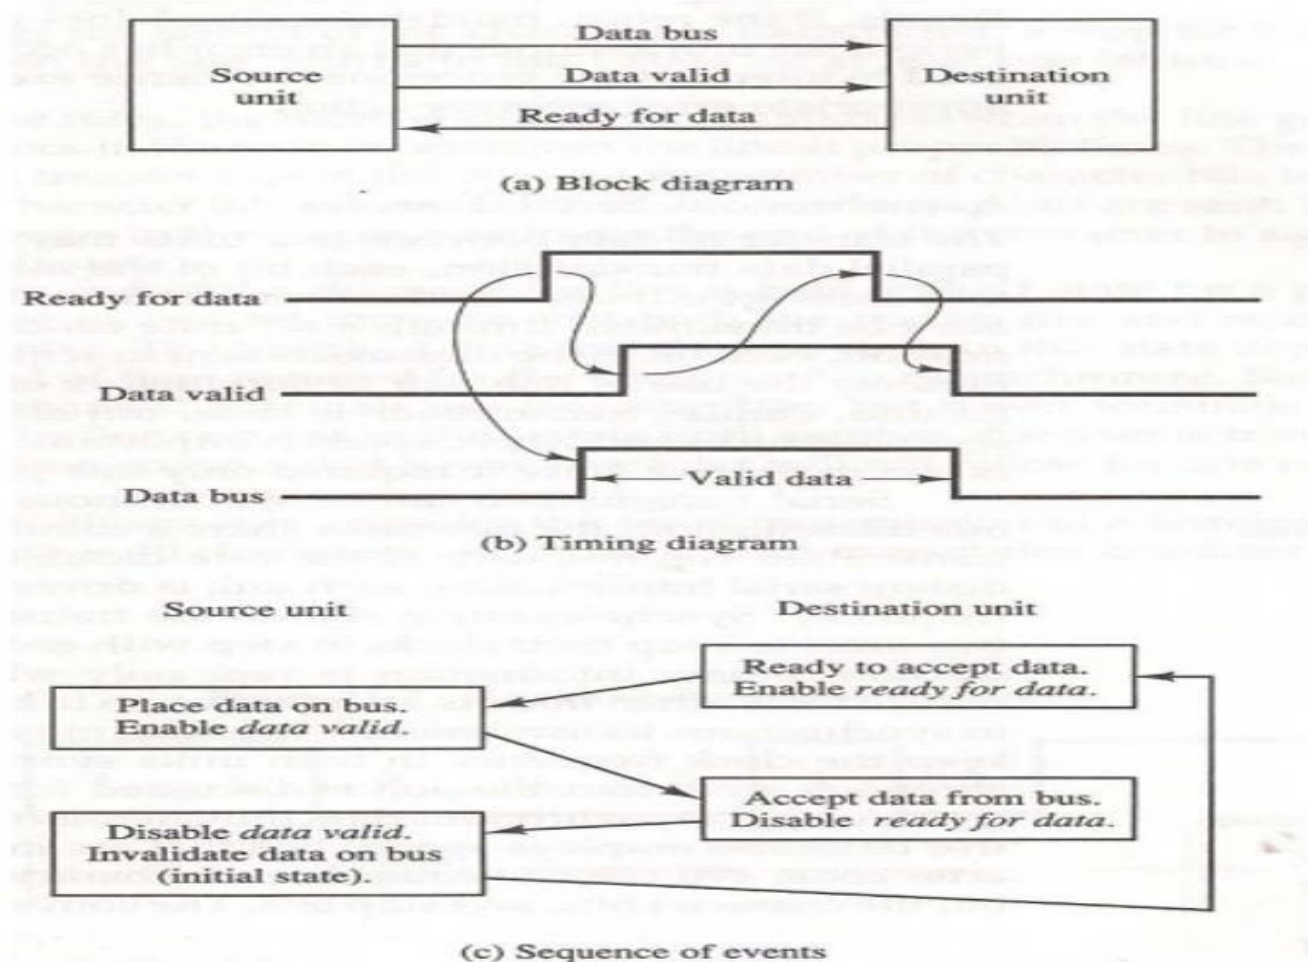 Data bus
Source
unit
Data valid
Destination
unit
Ready for data
(a) Block diagram
Ready for data
Data valid
Data bus
Valid data
(b) Timing diagram
Source unit
Destination unit
Ready to accept data.
Enable ready for data.
Place data on bus.
Enable data valid.
Accept data from bus.
Disable ready for data.
Disable data valid.
Invalidate data on bus
(initial state).
(c) Sequence of events